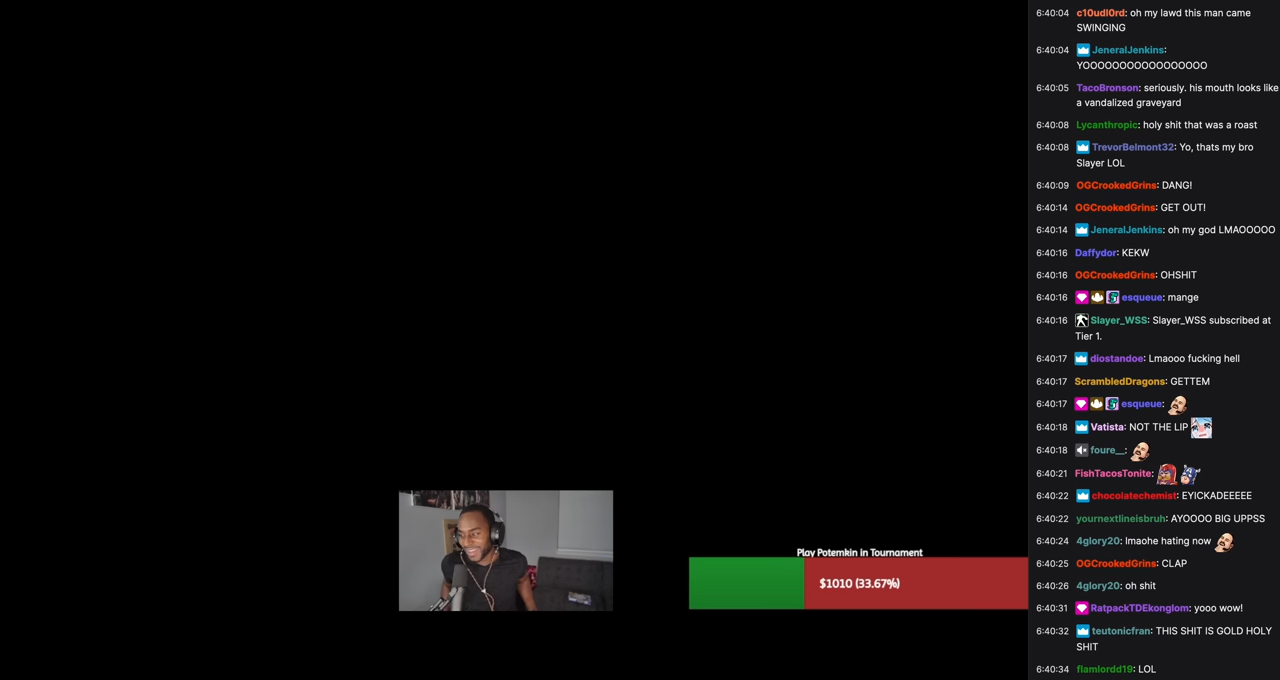 6:40:04 c10udl0rd: oh my lawd this man came
SWINGING
6:40:04 JeneralJenkins:
YOOOOOOOOOOOOOOOOO
6:40:05 TacoBronson: seriously. his mouth looks like
a vandalized graveyard
6:40:08 Lycanthropic: holy shit that was a roast
6:40:08 TrevorBelmont32: Yo, thats my bro
Slayer LOL
6:40:09 OGCrookedGrins: DANG!
6:40:14 OGCrookedGrins: GET OUT!
6:40:14 JeneralJenkins: oh my god LMAOOOOO
6:40:16 Daffydor: KEKW
6:40:16 OGCrookedGrins: OHSHIT
6:40:16 esqueue: mange
6:40:16 Slayer_WSS: Slayer_WSS subscribed at
Tier 1.
6:40:17 diostandoe: Lmaooo fucking hell
6:40:17 ScrambledDragons: GETTEM
6:40:17 esqueue:
6:40:18 Vatista: NOT THE LIP
6:40:18 foure__:
6:40:21 FishTacosTonite:
6:40:22 chocolatechemist: EYICKADEEEEE
6:40:22 yournextlineisbruh: AYOOOO BIG UPPSS
6:40:24 4glory20: lmaohe hating now
6:40:25 OGCrookedGrins: CLAP
6:40:26 4glory20: oh shit
6:40:31 RatpackTDEkonglom: yooo wow!
6:40:32 teutonicfran: THIS SHIT IS GOLD HOLY
SHIT
6:40:34 flamlordd19: LOL
Play Potemkin in Tournament
$1010 (33.67%)